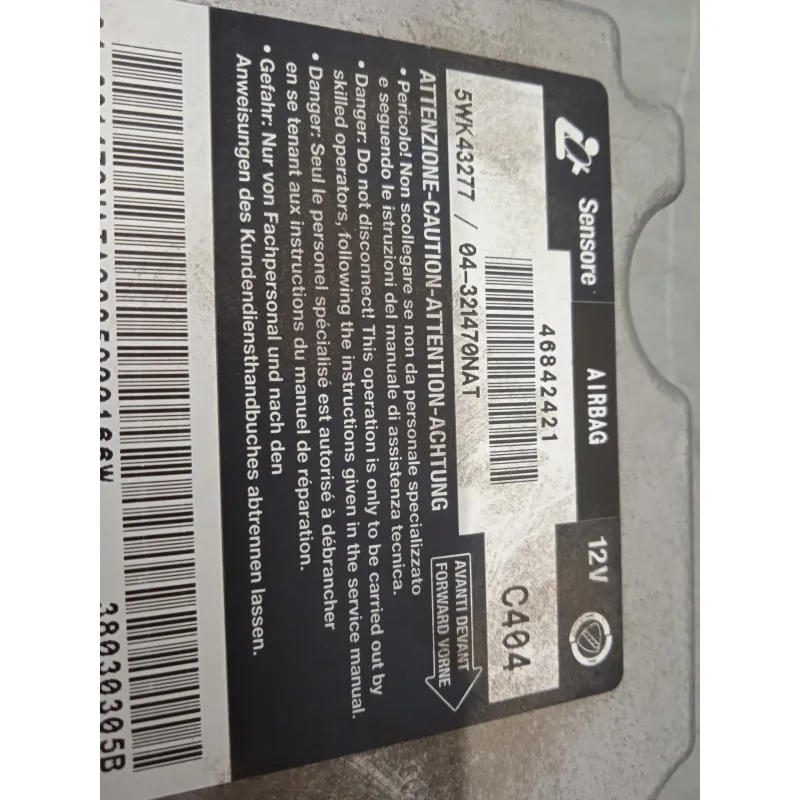 Sensore AIRBAG 12V
46842421
C404
5WK43277 / 04-321470NAT
AVANTI DEVANT
FORWARD VORNE
ATTENZIONE-CAUTION-ATTENTION-ACHTUNG
• Pericolo! Non scollegare se non da personale specializzato
e seguendo le istruzioni del manuale di assistenza tecnica.
• Danger: Do not disconnect! This operation is only to be carried out by
skilled operators, following the instructions given in the service manual.
• Danger: Seul le personel spécialisé est autorisé à débrancher
en se tenant aux instructions du manuel de réparation.
• Gefahr: Nur von Fachpersonal und nach den
Anweisungen des Kundendiensthandbuches abtrennen lassen.
38030305B